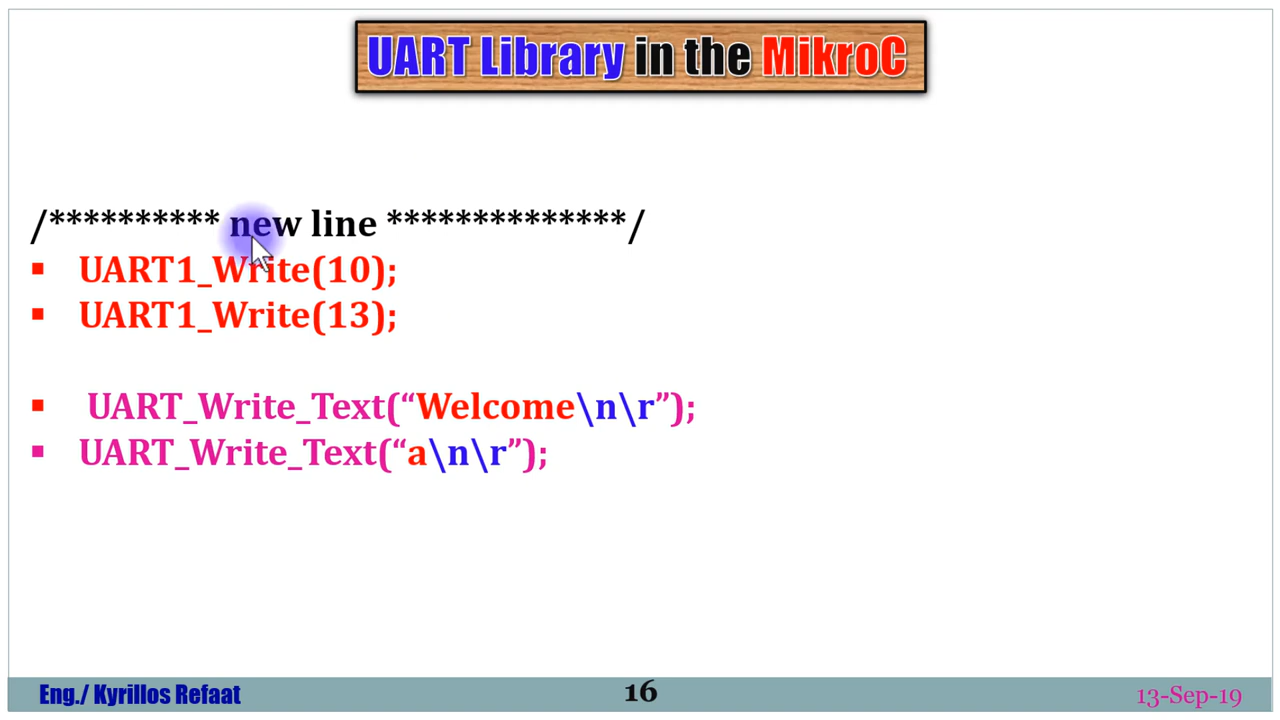 UART Library in the MikroC
/********** new line **************/
▪ UART1_Write(10);
▪ UART1_Write(13);
▪ UART_Write_Text(“Welcome\n\r”);
▪ UART_Write_Text(“a\n\r”);
Eng./ Kyrillos Refaat 16 13-Sep-19